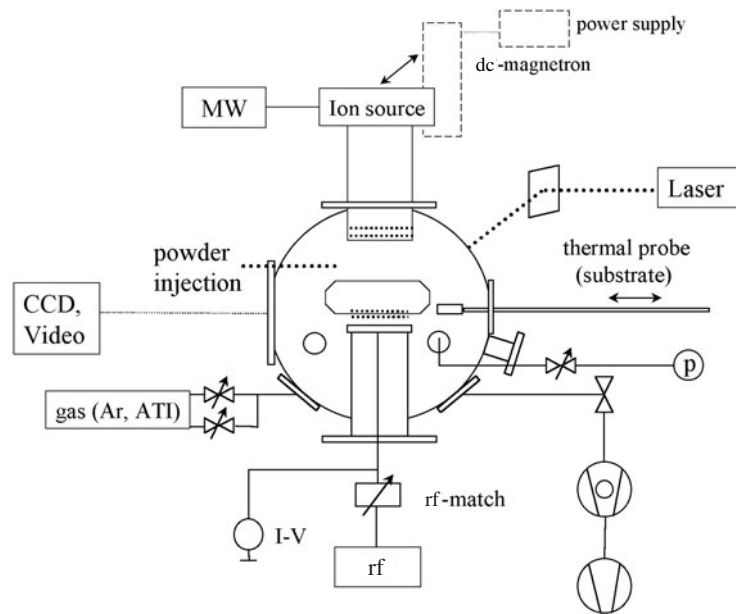 power supply
dc-magnetron
MW
Ion source
Laser
powder
injection
thermal probe
(substrate)
CCD,
Video
p
gas (Ar, ATI)
rf-match
I-V
rf